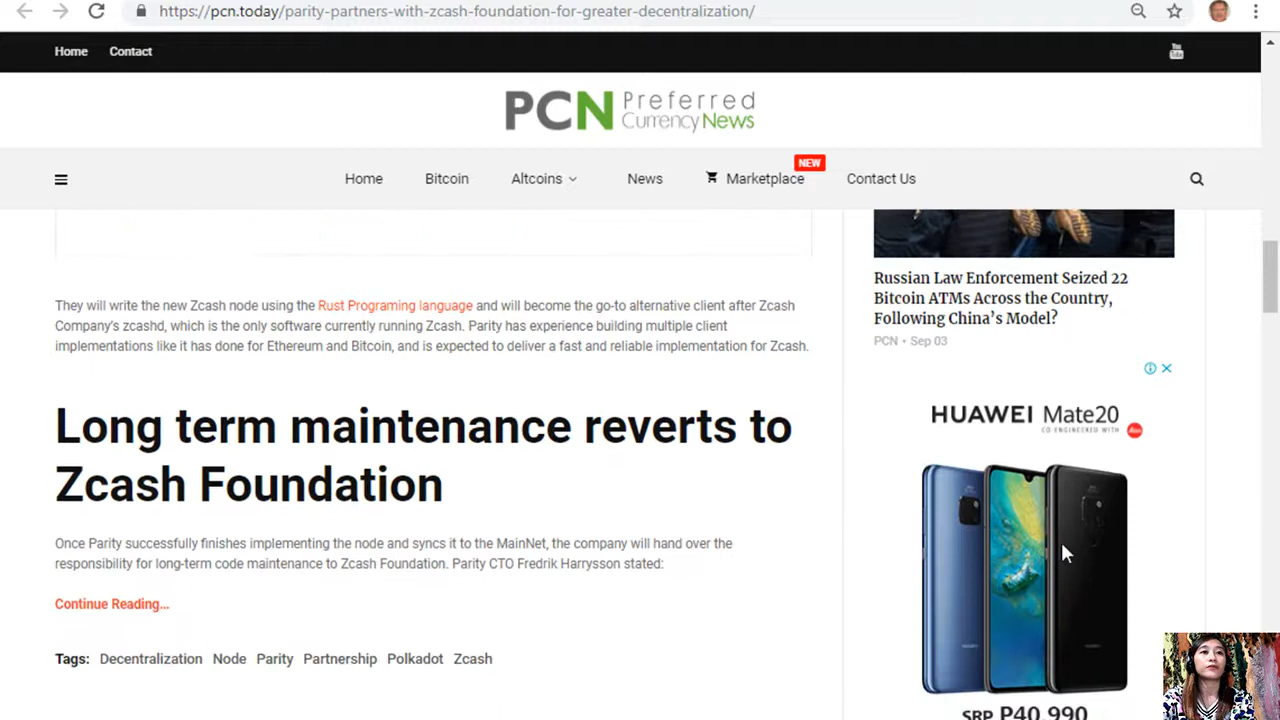 https://pcn.today/parity-partners-with-zcash-foundation-for-greater-decentralization/
Home Contact
You Tube
PCN Preferred Currency News
Home Bitcoin Altcoins News Marketplace NEW Contact Us
They will write the new Zcash node using the Rust Programing language and will become the go-to alternative client after Zcash
Company's zcashd, which is the only software currently running Zcash. Parity has experience building multiple client
implementations like it has done for Ethereum and Bitcoin, and is expected to deliver a fast and reliable implementation for Zcash.
Long term maintenance reverts to
Zcash Foundation
Once Parity successfully finishes implementing the node and syncs it to the MainNet, the company will hand over the
responsibility for long-term code maintenance to Zcash Foundation. Parity CTO Fredrik Harrysson stated:
Continue Reading...
Tags: Decentralization Node Parity Partnership Polkadot Zcash
Russian Law Enforcement Seized 22
Bitcoin ATMs Across the Country,
Following China's Model?
PCN • Sep 03
HUAWEI Mate20
CO-ENGINEERED WITH
SRP P40,990